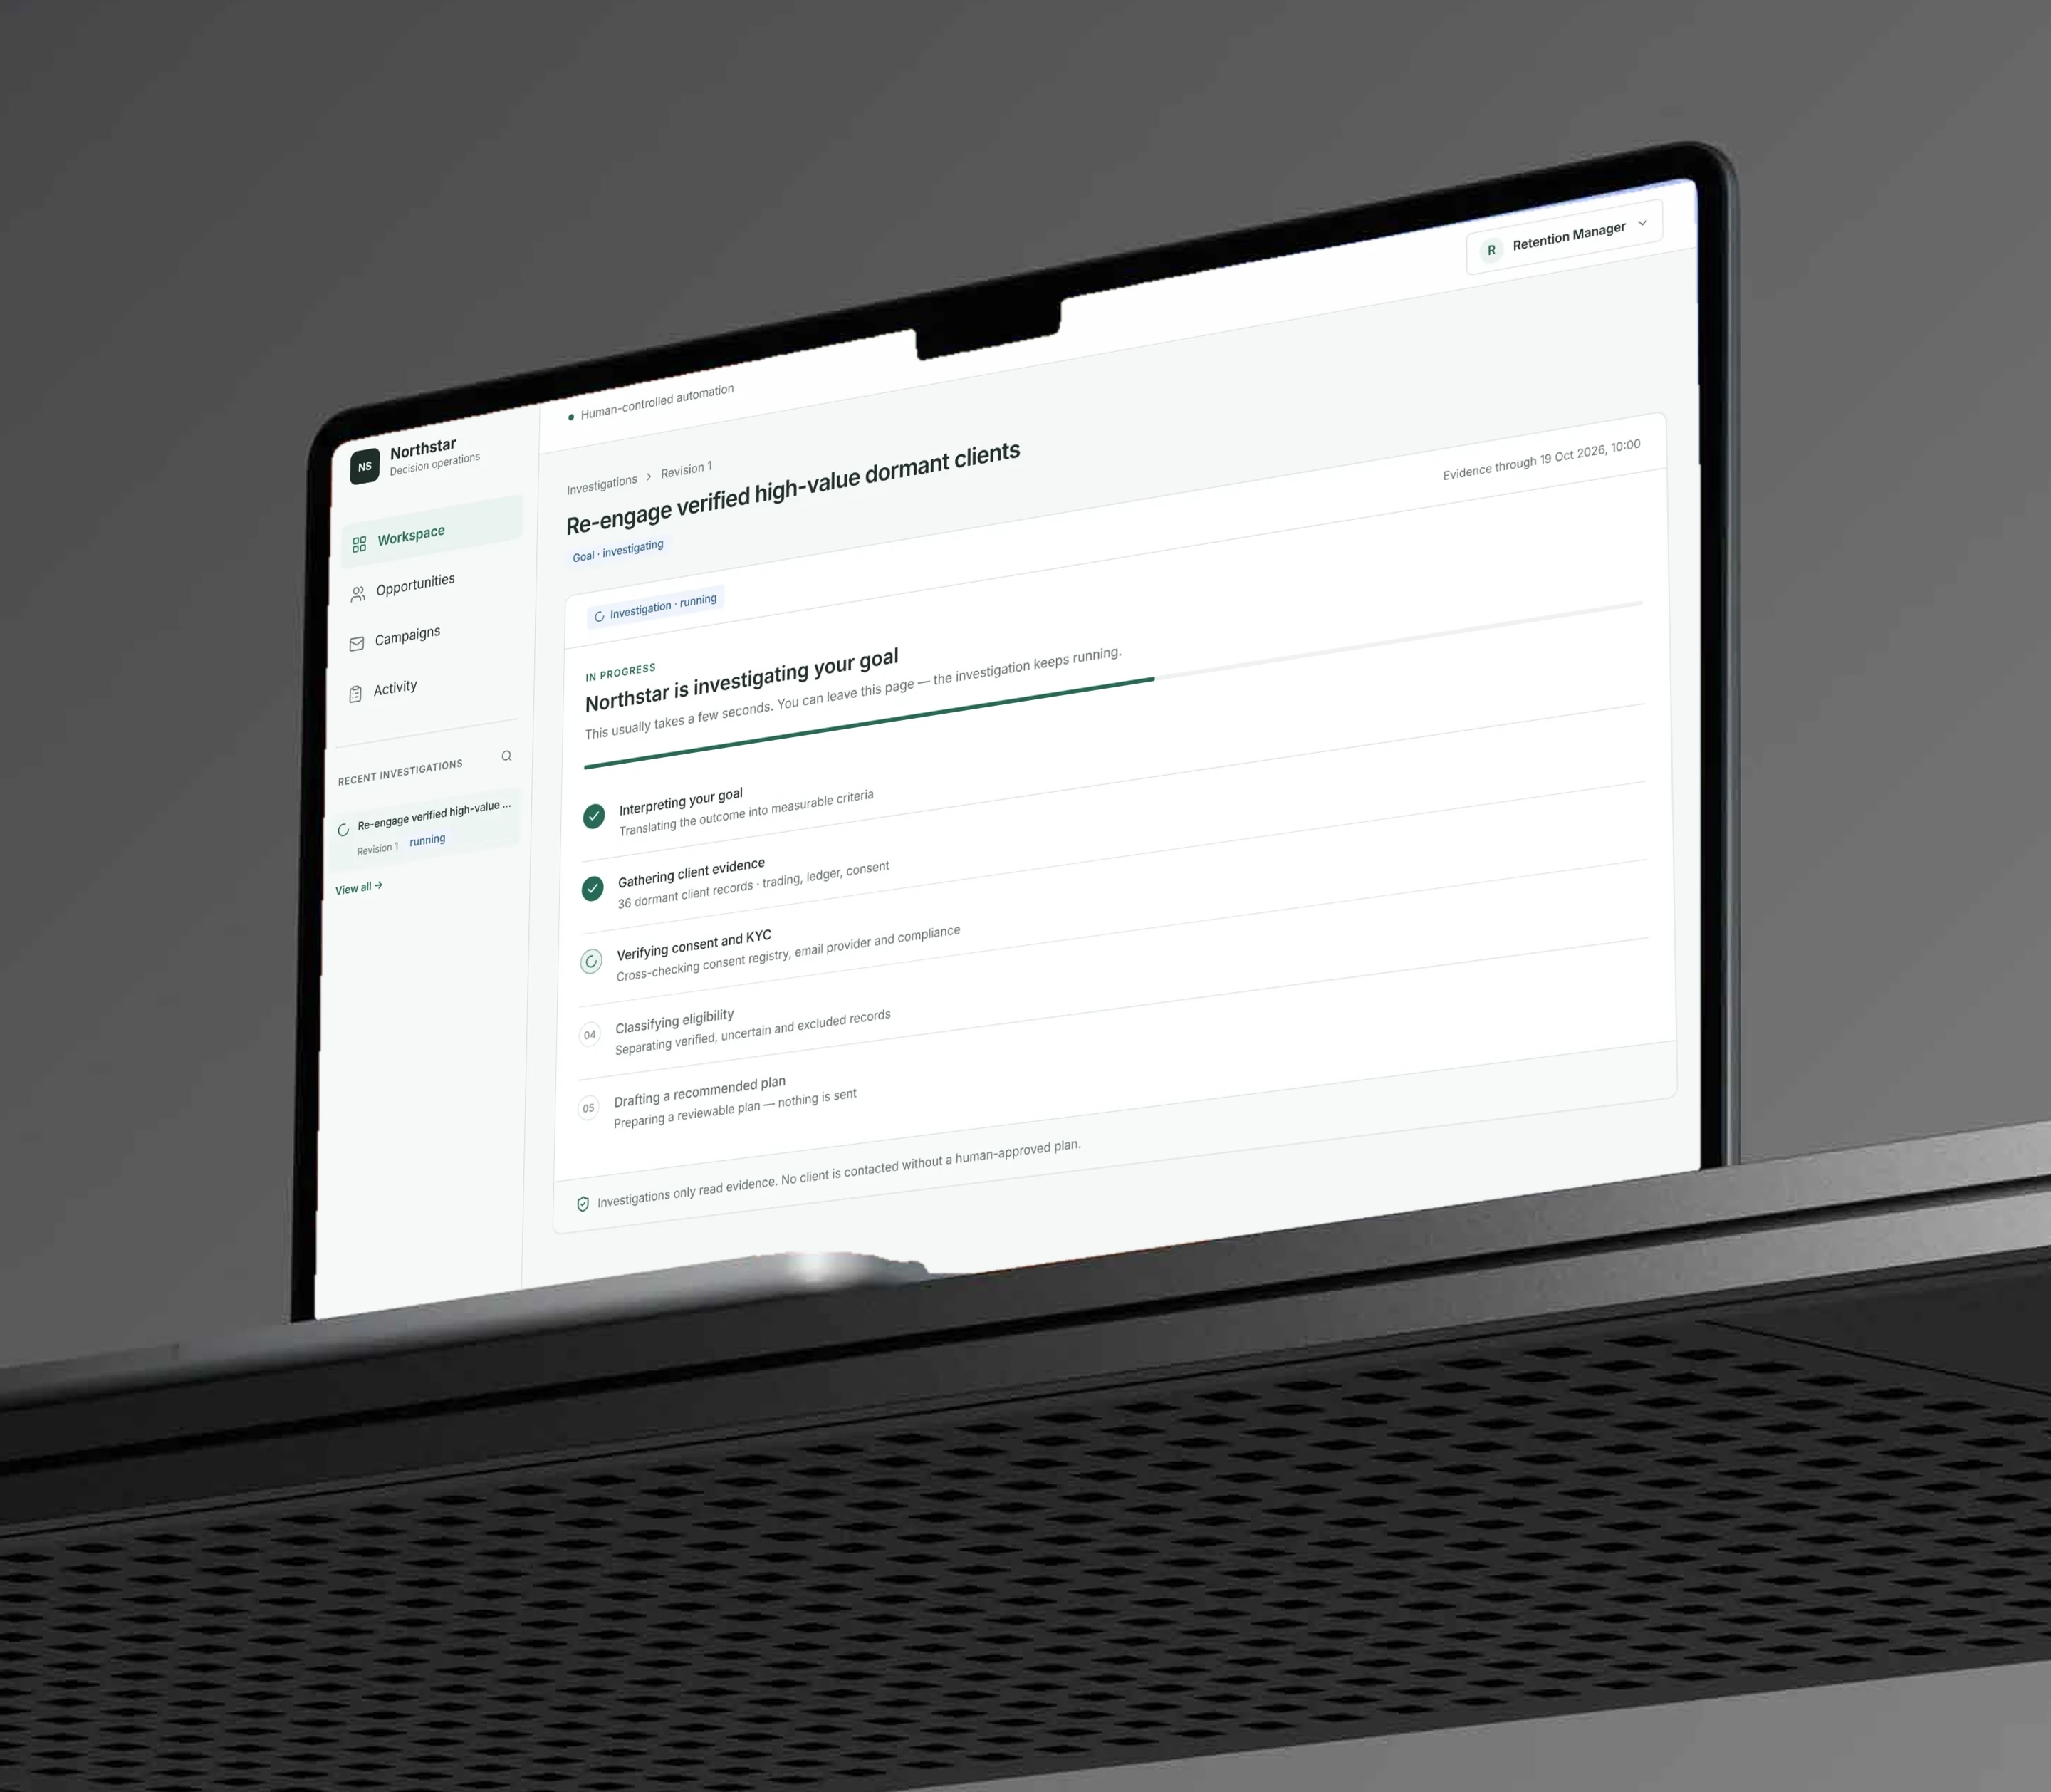 NS
Northstar
Decision operations
Workspace
Opportunities
Campaigns
Activity
RECENT INVESTIGATIONS
Re-engage verified high-value ...
Revision 1 running
View all →
Human-controlled automation
R Retention Manager
Investigations > Revision 1
Re-engage verified high-value dormant clients
Goal · investigating
Investigation · running
Evidence through 19 Oct 2026, 10:00
IN PROGRESS
Northstar is investigating your goal
This usually takes a few seconds. You can leave this page — the investigation keeps running.
Interpreting your goal
Translating the outcome into measurable criteria
Gathering client evidence
36 dormant client records · trading, ledger, consent
Verifying consent and KYC
Cross-checking consent registry, email provider and compliance
04 Classifying eligibility
Separating verified, uncertain and excluded records
05 Drafting a recommended plan
Preparing a reviewable plan — nothing is sent
Investigations only read evidence. No client is contacted without a human-approved plan.